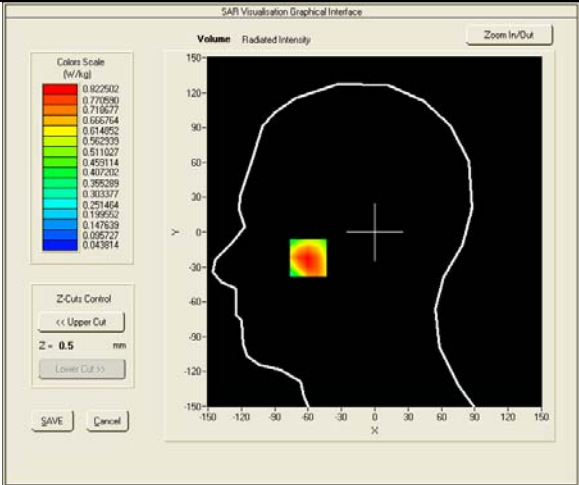 SAR Visualisation Graphical Interface
Volume Radiated Intensity
Zoom In/Out
Colors Scale
(W/kg)
0.822502
0.770590
0.718677
0.666764
0.614852
0.562939
0.511027
0.459114
0.407202
0.355289
0.303377
0.251464
0.199552
0.147639
0.095727
0.043814
Z-Cuts Control
<< Upper Cut
Z = 0.5 mm
Lower Cut >>
SAVE Cancel
150
120
90
60
30
0
-30
-60
-90
-120
-150
Y
-150 -120 -90 -60 -30 0 30 60 90 120 150
X